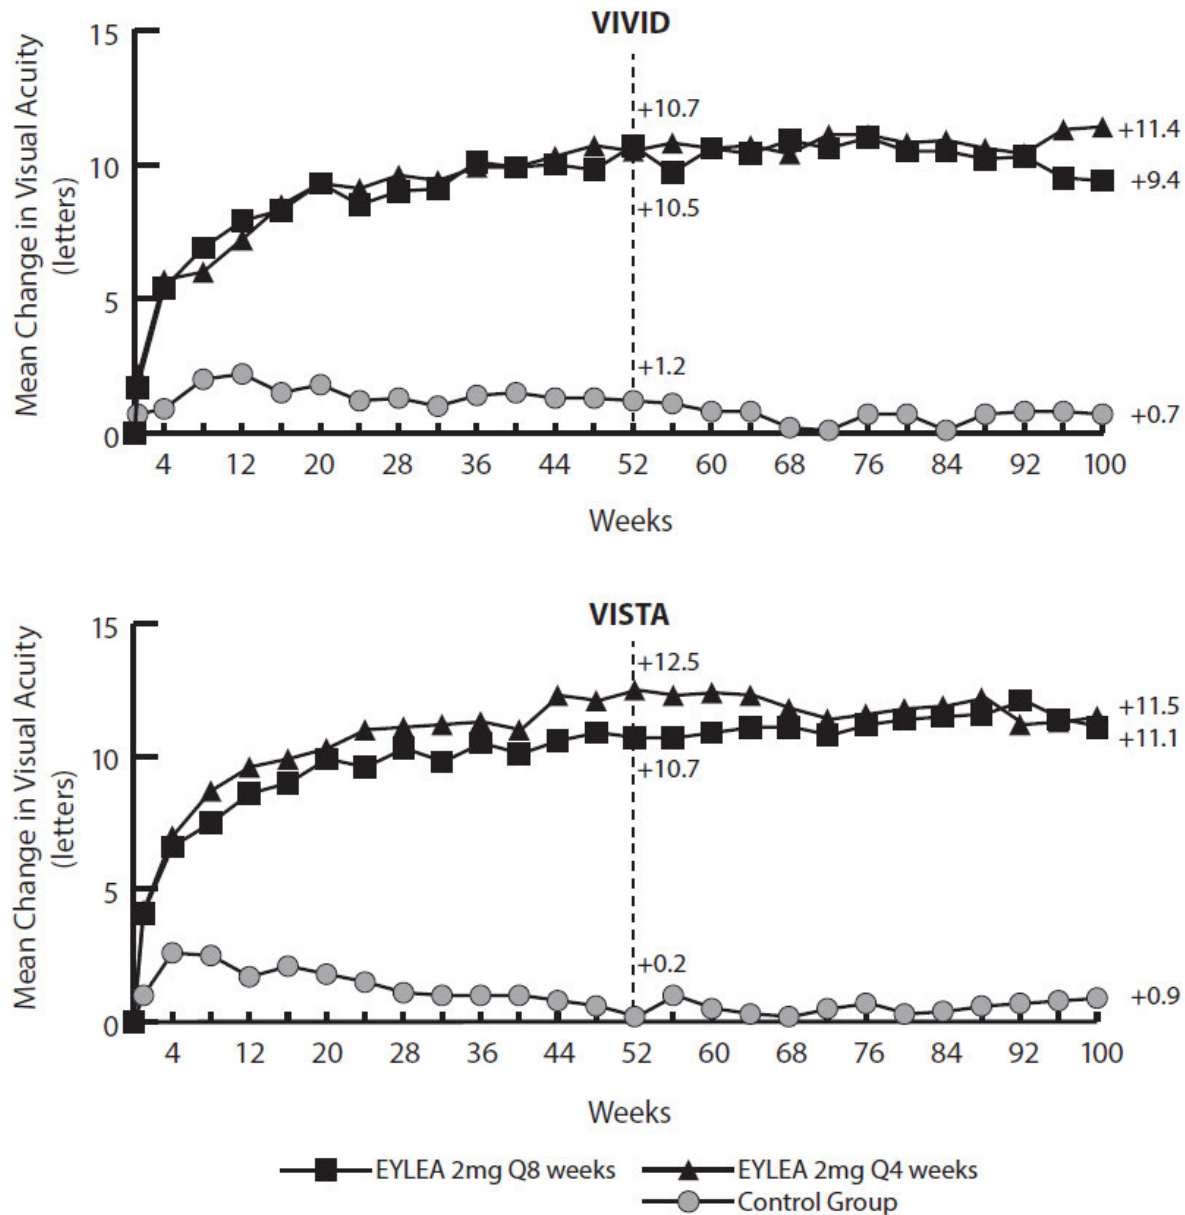 VIVID
Mean Change in Visual Acuity
(letters)
15
10
5
0
+10.7
+10.5
+1.2
+11.4
+9.4
+0.7
4 12 20 28 36 44 52 60 68 76 84 92 100
Weeks
VISTA
Mean Change in Visual Acuity
(letters)
15
10
5
0
+12.5
+10.7
+0.2
+11.5
+11.1
+0.9
4 12 20 28 36 44 52 60 68 76 84 92 100
Weeks
EYLEA 2mg Q8 weeks
EYLEA 2mg Q4 weeks
Control Group